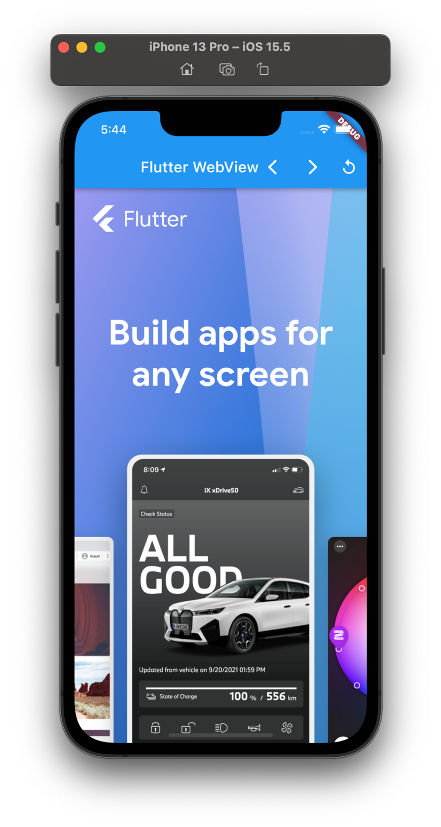 iPhone 13 Pro – iOS 15.5
5:44
DEBUG
Flutter WebView
Flutter
Build apps for
any screen
8:09
iX xDrive50
Check Status
ALL
GOOD
Guest
Updated from vehicle on 9/20/2021 01:59 PM
State of Charge
100 % / 556 km